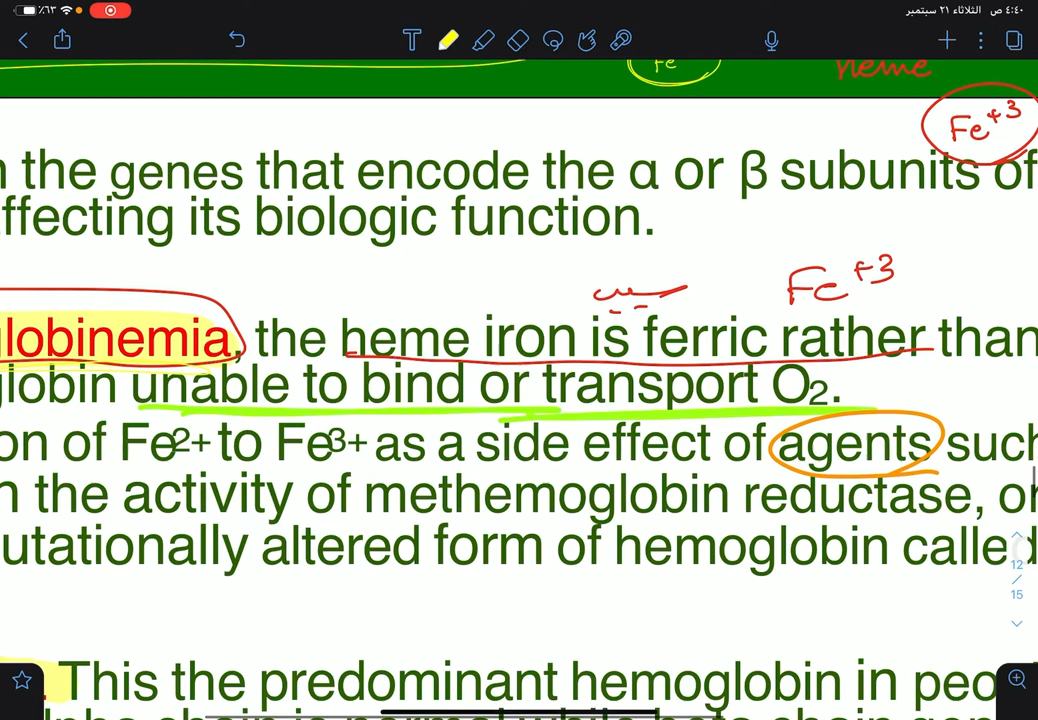 ٪٦٣
٤:٤٠ ص الثلاثاء ٢١ سبتمبر
T
Fe
heme
Fe+3
the genes that encode the α or β subunits of
ffecting its biologic function.
Fe+3
lobinemia, the heme iron is ferric rather than
globin unable to bind or transport O2.
on of Fe2+ to Fe3+ as a side effect of agents such
n the activity of methemoglobin reductase, or
utationally altered form of hemoglobin called
12
/
15
. This the predominant hemoglobin in peo